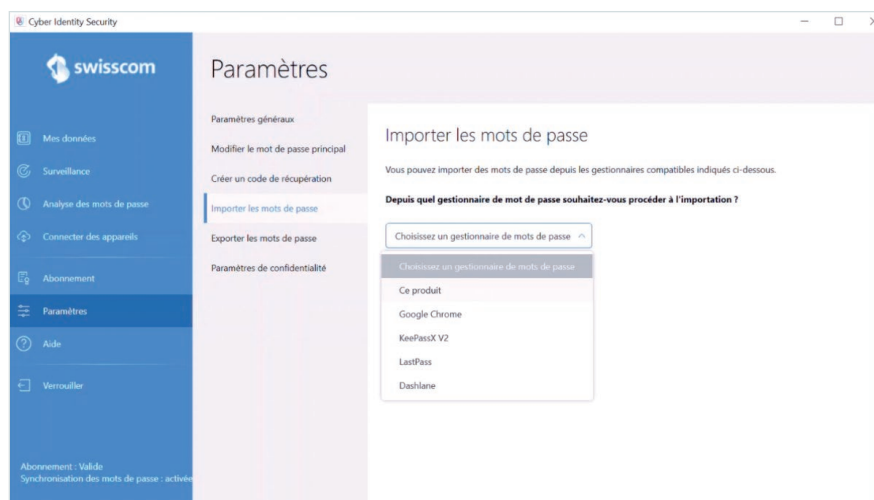 Cyber Identity Security
swisscom
Mes données
Surveillance
Analyse des mots de passe
Connecter des appareils
Abonnement
Paramètres
Aide
Verrouiller
Abonnement : Valide
Synchronisation des mots de passe : activée
Paramètres
Paramètres généraux
Modifier le mot de passe principal
Créer un code de récupération
Importer les mots de passe
Exporter les mots de passe
Paramètres de confidentialité
Importer les mots de passe
Vous pouvez importer des mots de passe depuis les gestionnaires compatibles indiqués ci-dessous.
Depuis quel gestionnaire de mot de passe souhaitez-vous procéder à l'importation ?
Choisissez un gestionnaire de mots de passe
Choisissez un gestionnaire de mots de passe
Ce produit
Google Chrome
KeePassX V2
LastPass
Dashlane